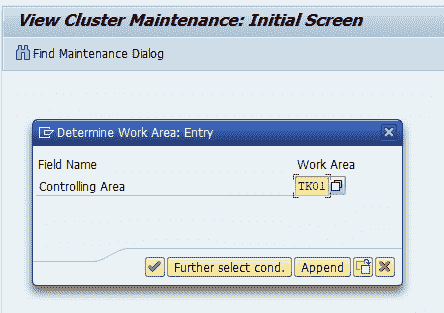 View Cluster Maintenance: Initial Screen
Find Maintenance Dialog
Determine Work Area: Entry
Field Name Work Area
Controlling Area TK01
Further select cond. Append